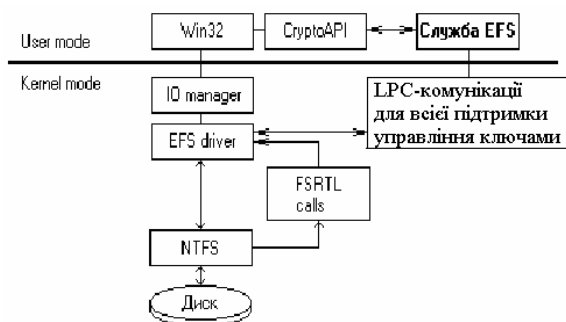 Win32
CryptoAPI
Служба EFS
User mode
Kernel mode
IO manager
LPC-комунікації
для всієї підтримки
управління ключами
EFS driver
FSRTL
calls
NTFS
Диск